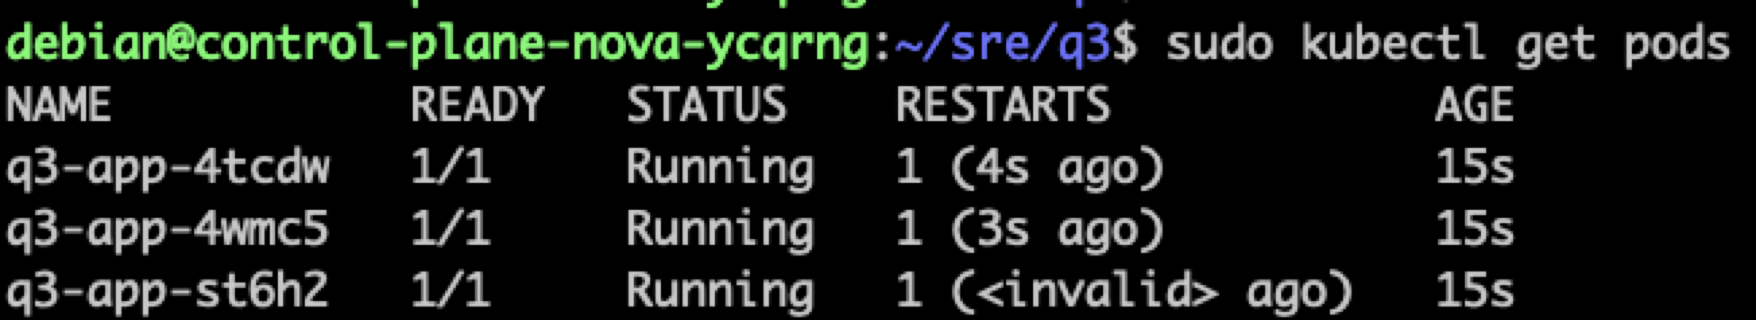 debian@control-plane-nova-ycqrng:~/sre/q3$ sudo kubectl get pods
NAME READY STATUS RESTARTS AGE
q3-app-4tcdw 1/1 Running 1 (4s ago) 15s
q3-app-4wmc5 1/1 Running 1 (3s ago) 15s
q3-app-st6h2 1/1 Running 1 (<invalid> ago) 15s